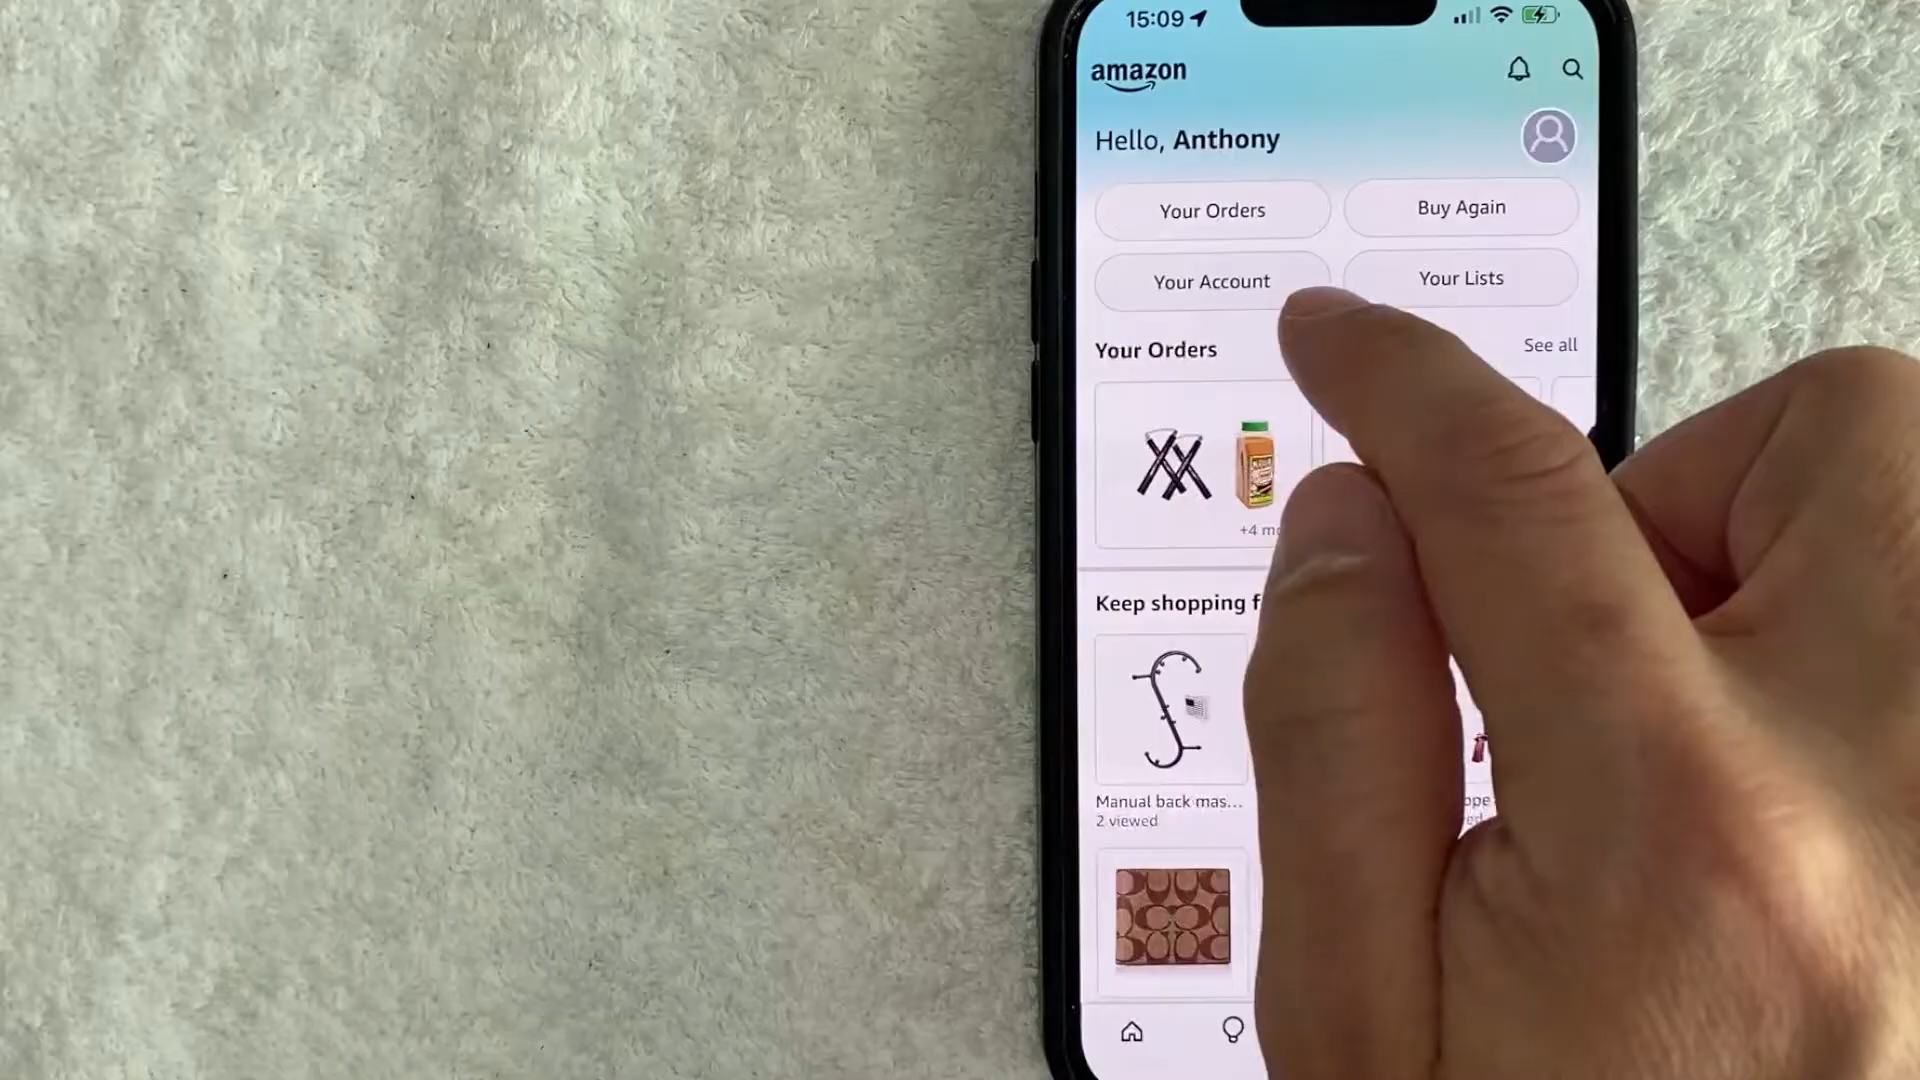 15:09
amazon
Hello, Anthony
Your Orders
Buy Again
Your Account
Your Lists
Your Orders
See all
+4
Keep shopping
Manual back mas...
2 viewed